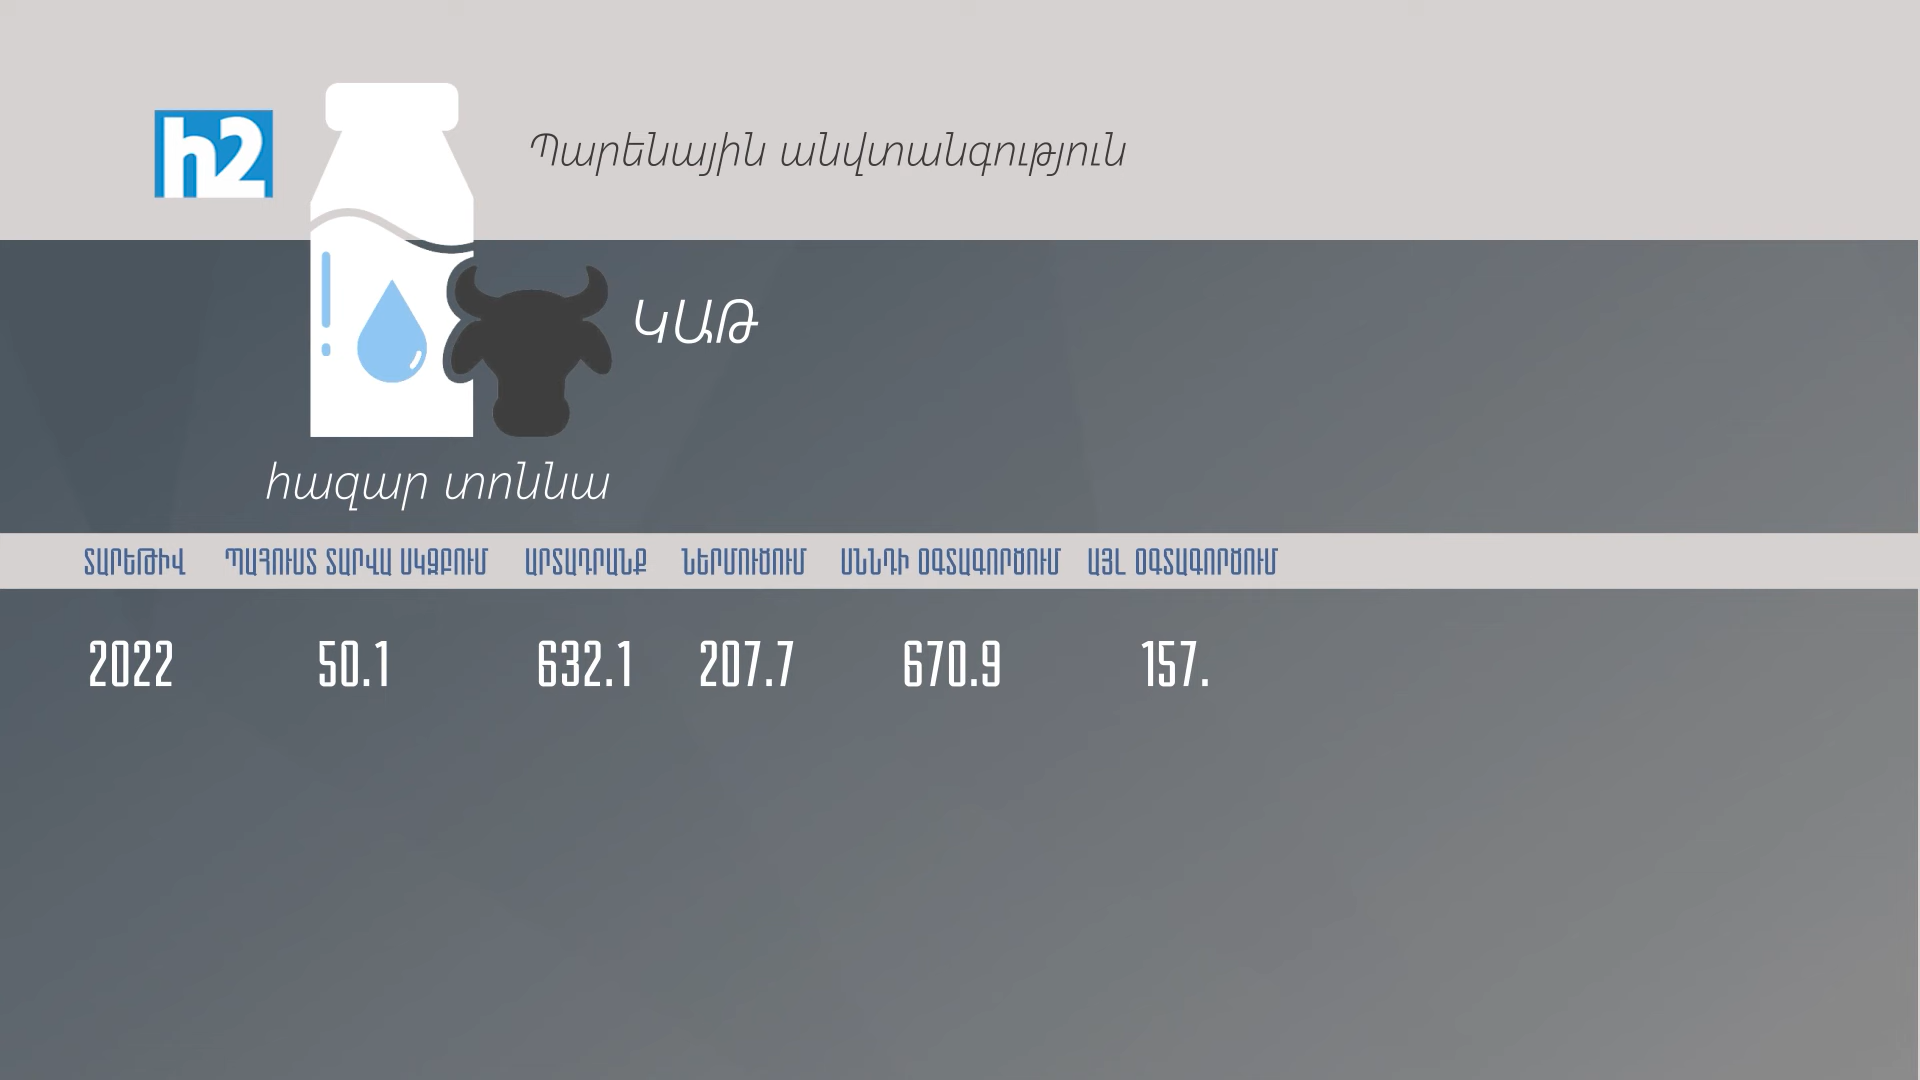 h2
Պարենային անվտանգություն
ԿԱԹ
հազար տոննա
ՏԱՐԵԹԻՎ ՊԱՀՈՒՍՏ ՏԱՐՎԱ ՍԿԶԲՈՒՄ ԱՐՏԱԴՐԱՆՔ ՆԵՐՄՈՒԾՈՒՄ ՍՆՆԴԻ ՕԳՏԱԳՈՐԾՈՒՄ ԱՅԼ ՕԳՏԱԳՈՐԾՈՒՄ
2022 50.1 632.1 207.7 670.9 157.